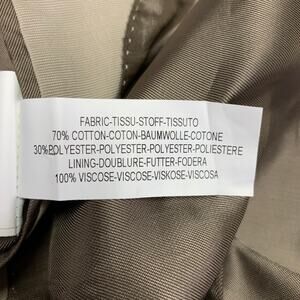 FABRIC-TISSU-STOFF-TISSUTO
70% COTTON-COTON-BAUMWOLLE-COTONE
30%POLYESTER-POLYESTER-POLYESTER-POLIESTERE
LINING-DOUBLURE-FUTTER-FODERA
100% VISCOSE-VISCOSE-VISKOSE-VISCOSA